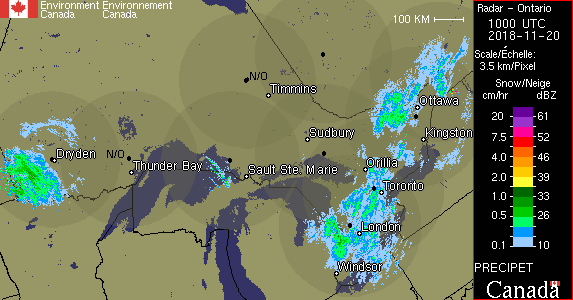 Environment Environnement
Canada Canada
100 KM
N/O
Timmins
Ottawa
Sudbury
Kingston
Dryden
N/O
Thunder Bay
Sault Ste. Marie
Orillia
Toronto
London
Windsor
Radar - Ontario
1000 UTC
2018-11-20
Scale/Échelle:
3.5 km/Pixel
Snow/Neige
cm/hr dBZ
20 61
7.5 52
4.0 46
2.0 39
1.0 33
0.5 26
0.1 10
PRECIPET
Canada